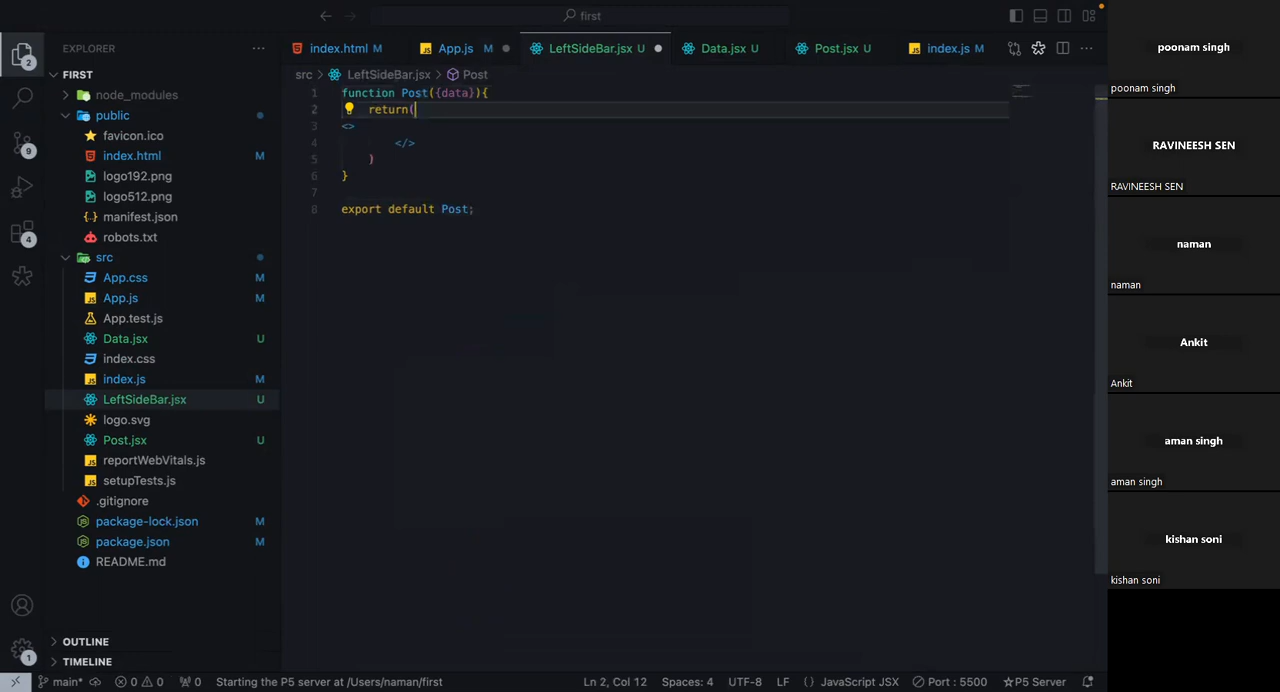 first
EXPLORER
index.html M
App.js M
LeftSideBar.jsx U
Data.jsx U
Post.jsx U
index.js M
FIRST
src > LeftSideBar.jsx > Post
node_modules
public
favicon.ico
index.html M
logo192.png
logo512.png
manifest.json
robots.txt
src
App.css M
App.js M
App.test.js
Data.jsx U
index.css
index.js M
LeftSideBar.jsx U
logo.svg
Post.jsx U
reportWebVitals.js
setupTests.js
.gitignore
package-lock.json M
package.json M
README.md
OUTLINE
TIMELINE
2
9
4
1
1 function Post({data}){
2 return(
3 <>
4 </>
5 )
6 }
7
8 export default Post;
main* 0 0 0 Starting the P5 server at /Users/naman/first Ln 2, Col 12 Spaces: 4 UTF-8 LF {} JavaScript JSX Port : 5500 P5 Server
poonam singh
poonam singh
RAVINEESH SEN
RAVINEESH SEN
naman
naman
Ankit
Ankit
aman singh
aman singh
kishan soni
kishan soni